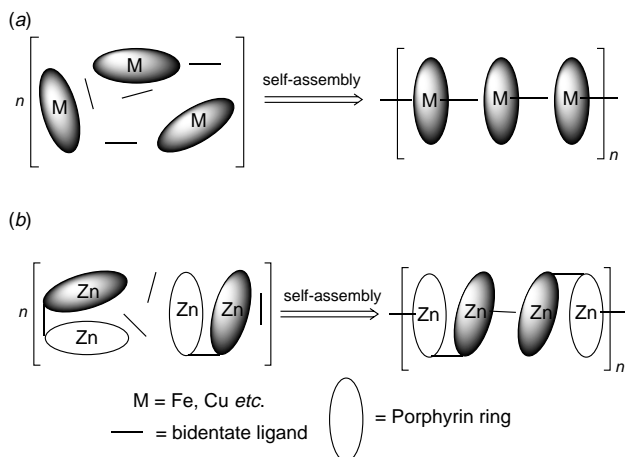 (a)
n
M
M
M
self-assembly
M
M
M
n
(b)
n
Zn
Zn
Zn
Zn
self-assembly
Zn
Zn
Zn
Zn
n
M = Fe, Cu etc.
= bidentate ligand
= Porphyrin ring